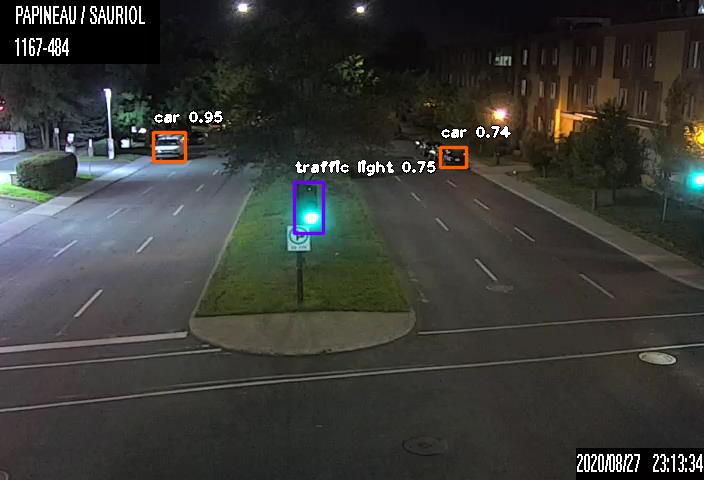 PAPINEAU / SAURIOL
1167-484
car 0.95
car 0.74
traffic light 0.75
P
2020/08/27 23:13:34